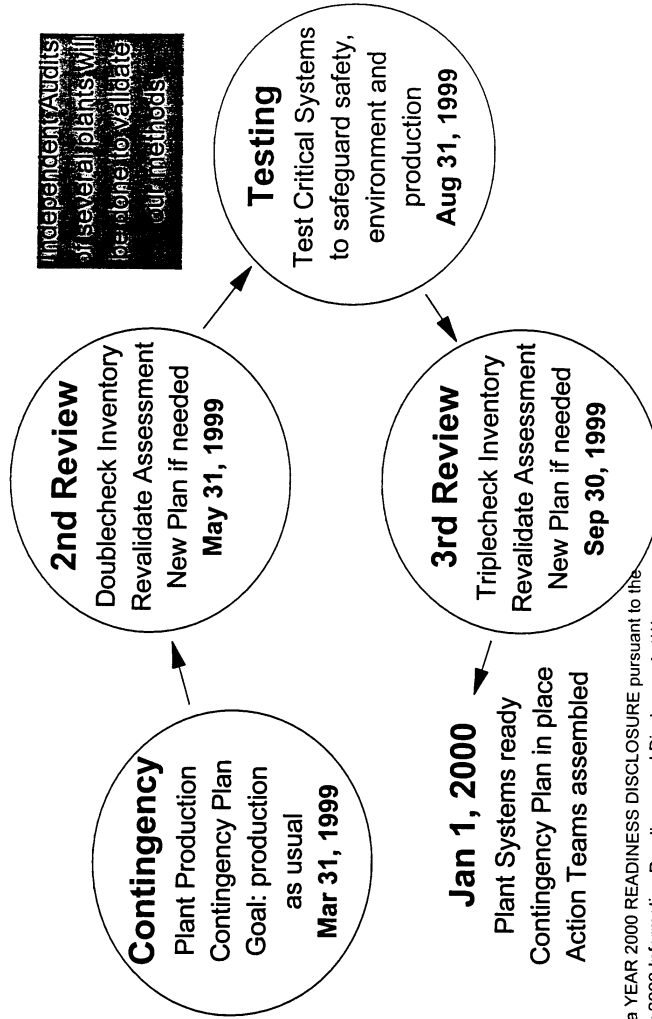 Contingency
Plant Production
Contingency Plan
Goal: production
as usual
Mar 31, 1999
2nd Review
Doublecheck Inventory
Revalidate Assessment
New Plan if needed
May 31, 1999
Independent Audits
of several plants will
be done to validate
our methods
Testing
Test Critical Systems
to safeguard safety,
environment and
production
Aug 31, 1999
3rd Review
Triplecheck Inventory
Revalidate Assessment
New Plan if needed
Sep 30, 1999
Jan 1, 2000
Plant Systems ready
Contingency Plan in place
Action Teams assembled
a YEAR 2000 READINESS DISCLOSURE pursuant to the